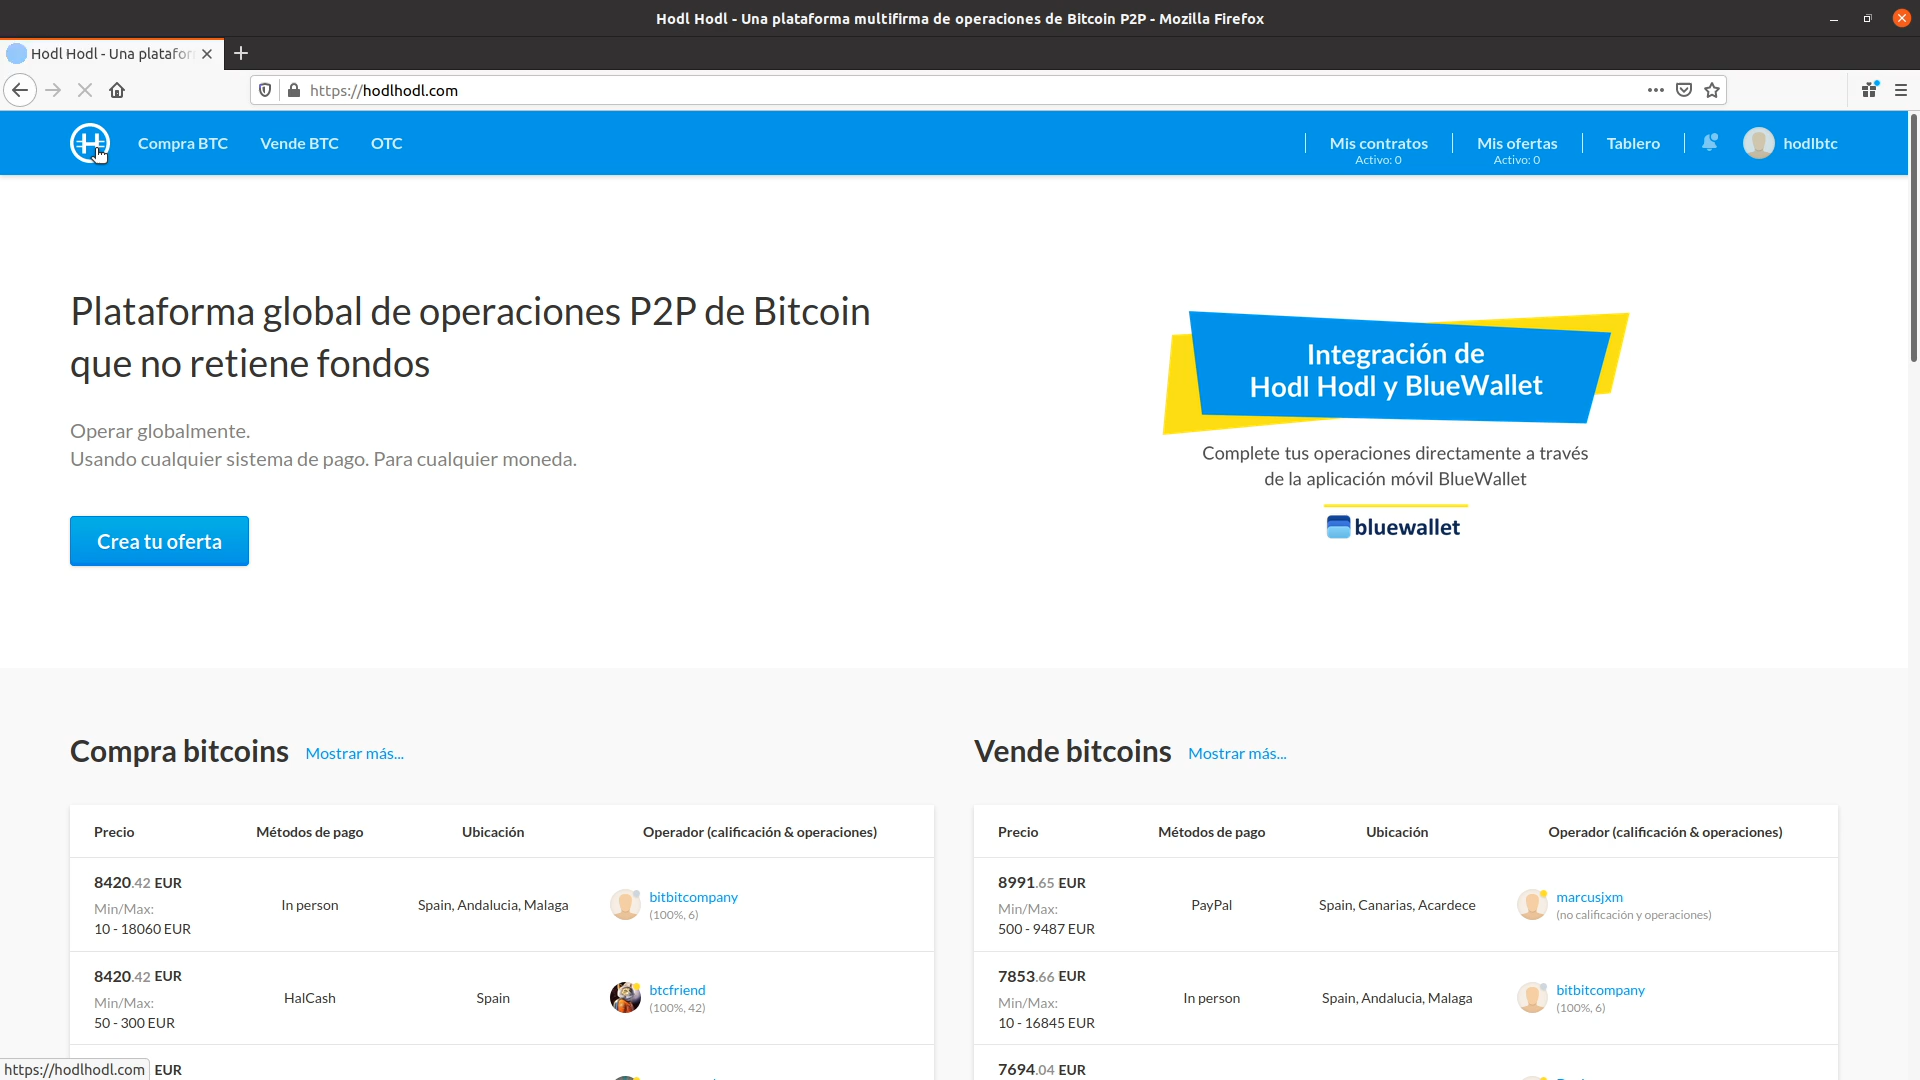 Hodl Hodl - Una plataforma multifirma de operaciones de Bitcoin P2P - Mozilla Firefox
Hodl Hodl - Una platafor
https://hodlhodl.com
Compra BTC
Vende BTC
OTC
Mis contratos
Activo: 0
Mis ofertas
Activo: 0
Tablero
hodlbtc
Plataforma global de operaciones P2P de Bitcoin
que no retiene fondos
Operar globalmente.
Usando cualquier sistema de pago. Para cualquier moneda.
Crea tu oferta
Integración de
Hodl Hodl y BlueWallet
Complete tus operaciones directamente a través
de la aplicación móvil BlueWallet
bluewallet
Compra bitcoins Mostrar más...
Precio Métodos de pago Ubicación Operador (calificación & operaciones)
8420.42 EUR
Min/Max:
10 - 18060 EUR
In person
Spain, Andalucia, Malaga
bitbitcompany
(100%, 6)
8420.42 EUR
Min/Max:
50 - 300 EUR
HalCash
Spain
btcfriend
(100%, 42)
EUR
Vende bitcoins Mostrar más...
Precio Métodos de pago Ubicación Operador (calificación & operaciones)
8991.65 EUR
Min/Max:
500 - 9487 EUR
PayPal
Spain, Canarias, Acardece
marcusjxm
(no calificación y operaciones)
7853.66 EUR
Min/Max:
10 - 16845 EUR
In person
Spain, Andalucia, Malaga
bitbitcompany
(100%, 6)
7694.04 EUR
https://hodlhodl.com